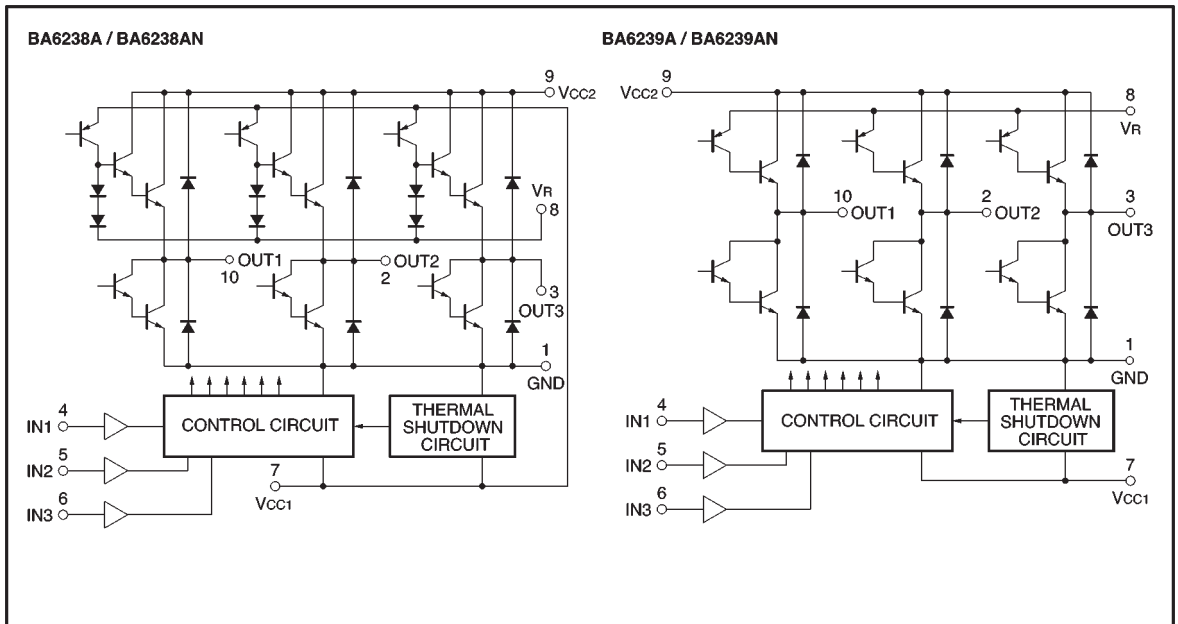 BA6238A / BA6238AN
9
VCC2
VR
8
OUT1
10
OUT2
2
3
OUT3
1
GND
4
IN1
CONTROL CIRCUIT
THERMAL
SHUTDOWN
CIRCUIT
5
IN2
7
VCC1
6
IN3
BA6239A / BA6239AN
9
VCC2
8
VR
10
OUT1
2
OUT2
3
OUT3
1
GND
4
IN1
CONTROL CIRCUIT
THERMAL
SHUTDOWN
CIRCUIT
5
IN2
7
VCC1
6
IN3